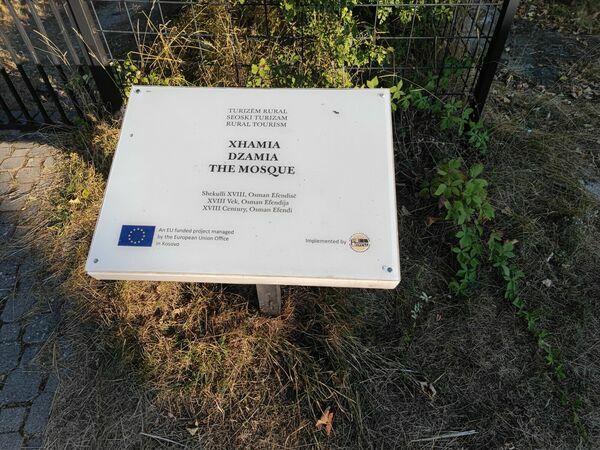 TURIZËM RURAL
SEOSKI TURIZAM
RURAL TOURISM
XHAMIA
DZAMIA
THE MOSQUE
Shekulli XVIII, Osman Efendisë
XVIII Vek, Osman Efendija
XVIII Century, Osman Efendi
An EU funded project managed
by the European Union Office
in Kosovo
Implemented by